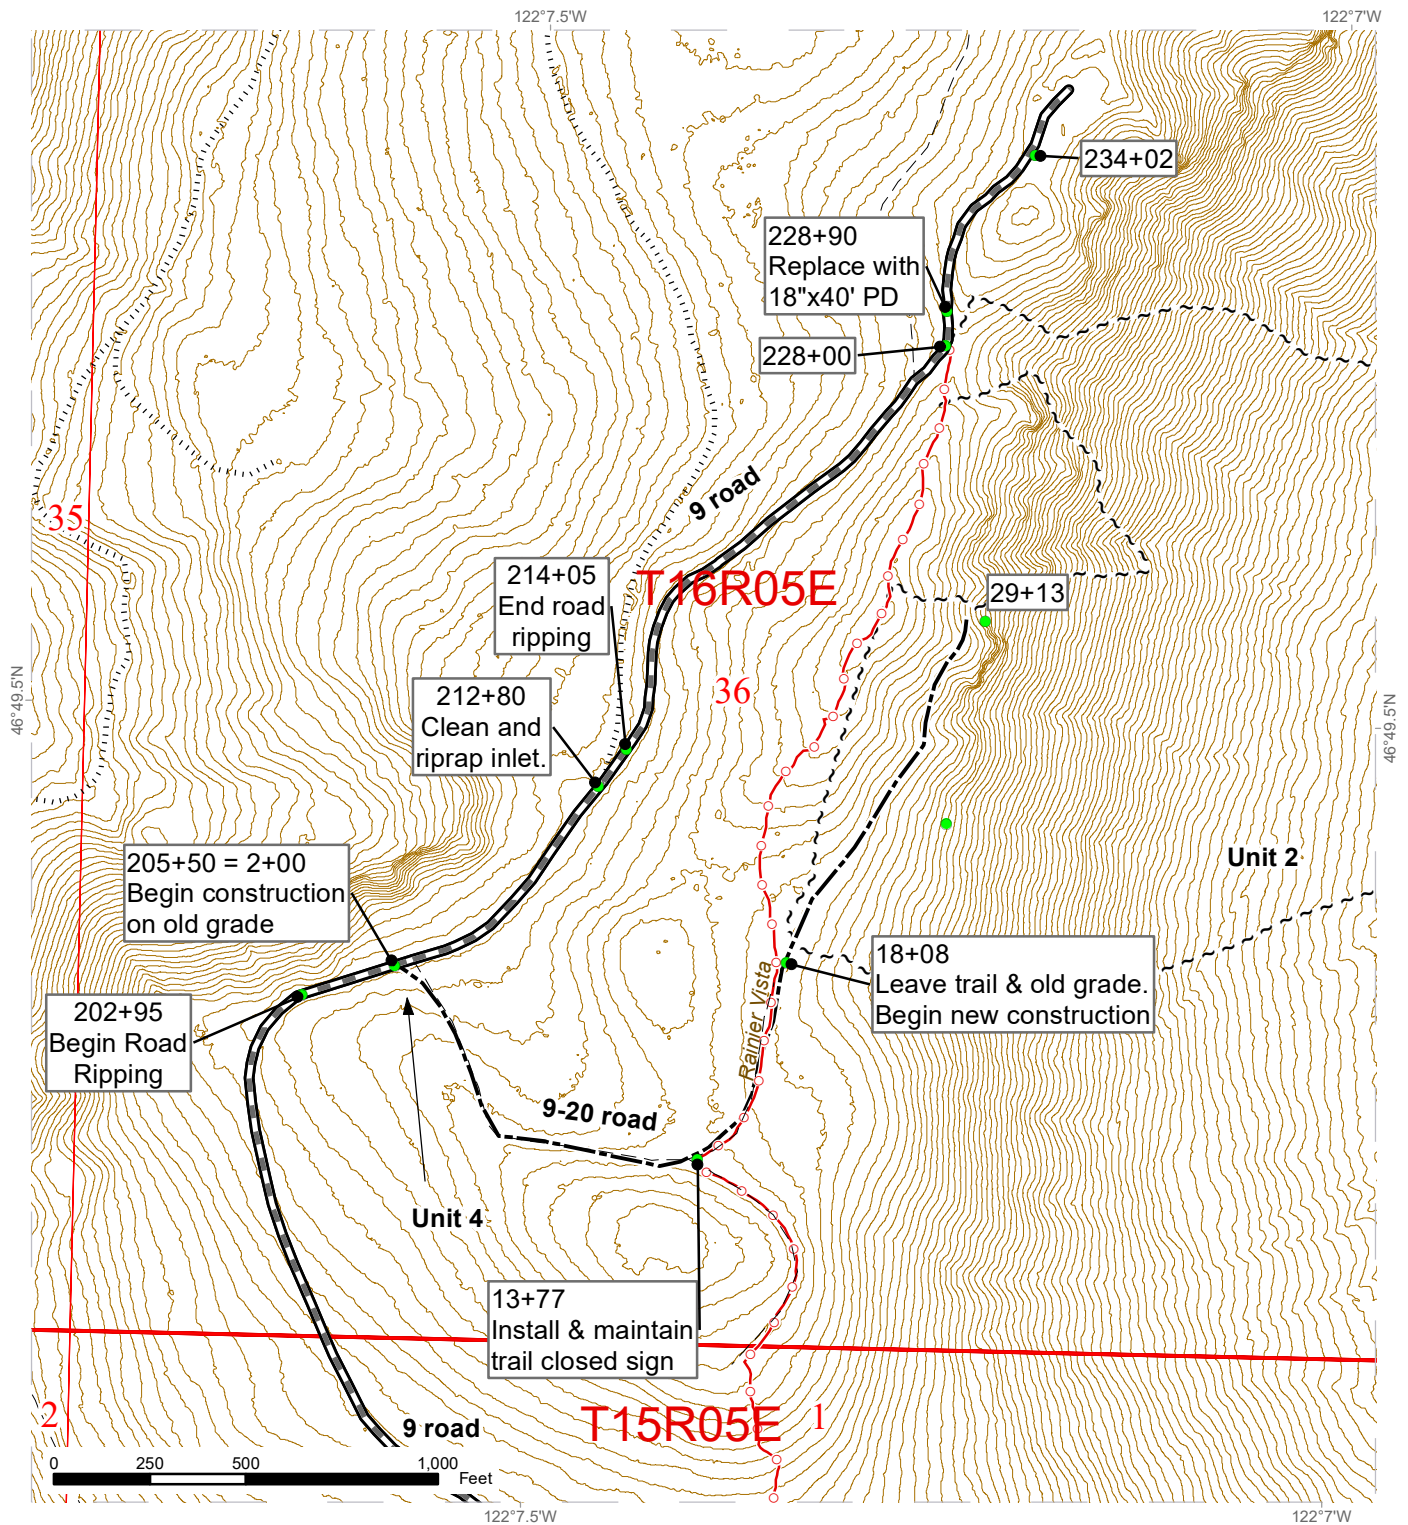 122°7.5'W
122°7'W
234+02
228+90
Replace with
18"x40' PD
228+00
9 road
35
214+05
End road
ripping
T16R05E
29+13
36
212+80
Clean and
riprap inlet.
46°49.5'N
46°49.5'N
205+50 = 2+00
Begin construction
on old grade
Unit 2
18+08
Leave trail & old grade.
Begin new construction
Rainier Vista
202+95
Begin Road
Ripping
9-20 road
Unit 4
13+77
Install & maintain
trail closed sign
2
T15R05E
1
9 road
0 250 500 1,000
Feet
122°7.5'W
122°7'W